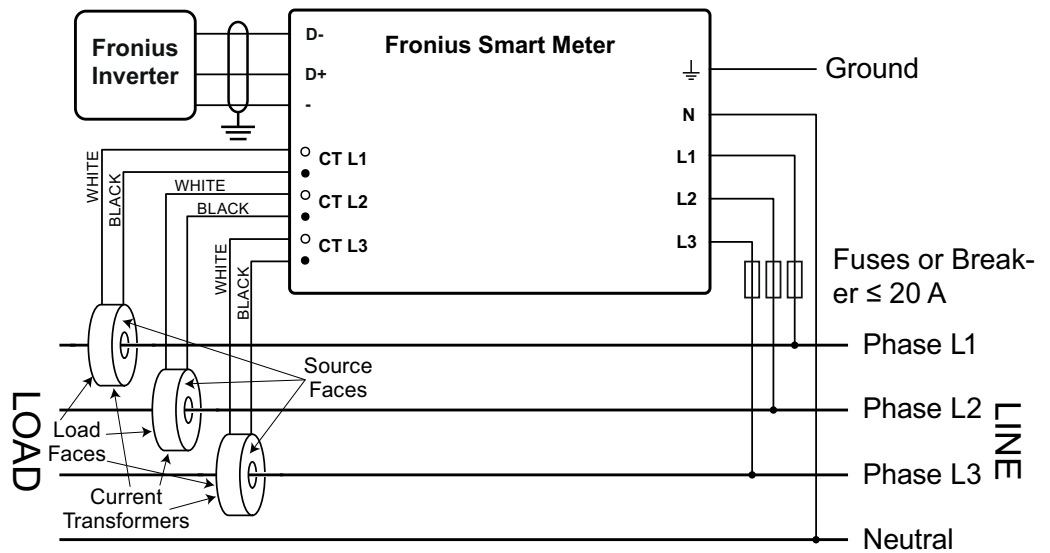 Fronius
Inverter
D-
D+
-
Fronius Smart Meter
Ground
N
L1
L2
L3
CT L1
CT L2
CT L3
WHITE
BLACK
WHITE
BLACK
WHITE
BLACK
Fuses or Break-
er ≤ 20 A
Source
Faces
Load
Faces
Current
Transformers
LOAD
LINE
Phase L1
Phase L2
Phase L3
Neutral